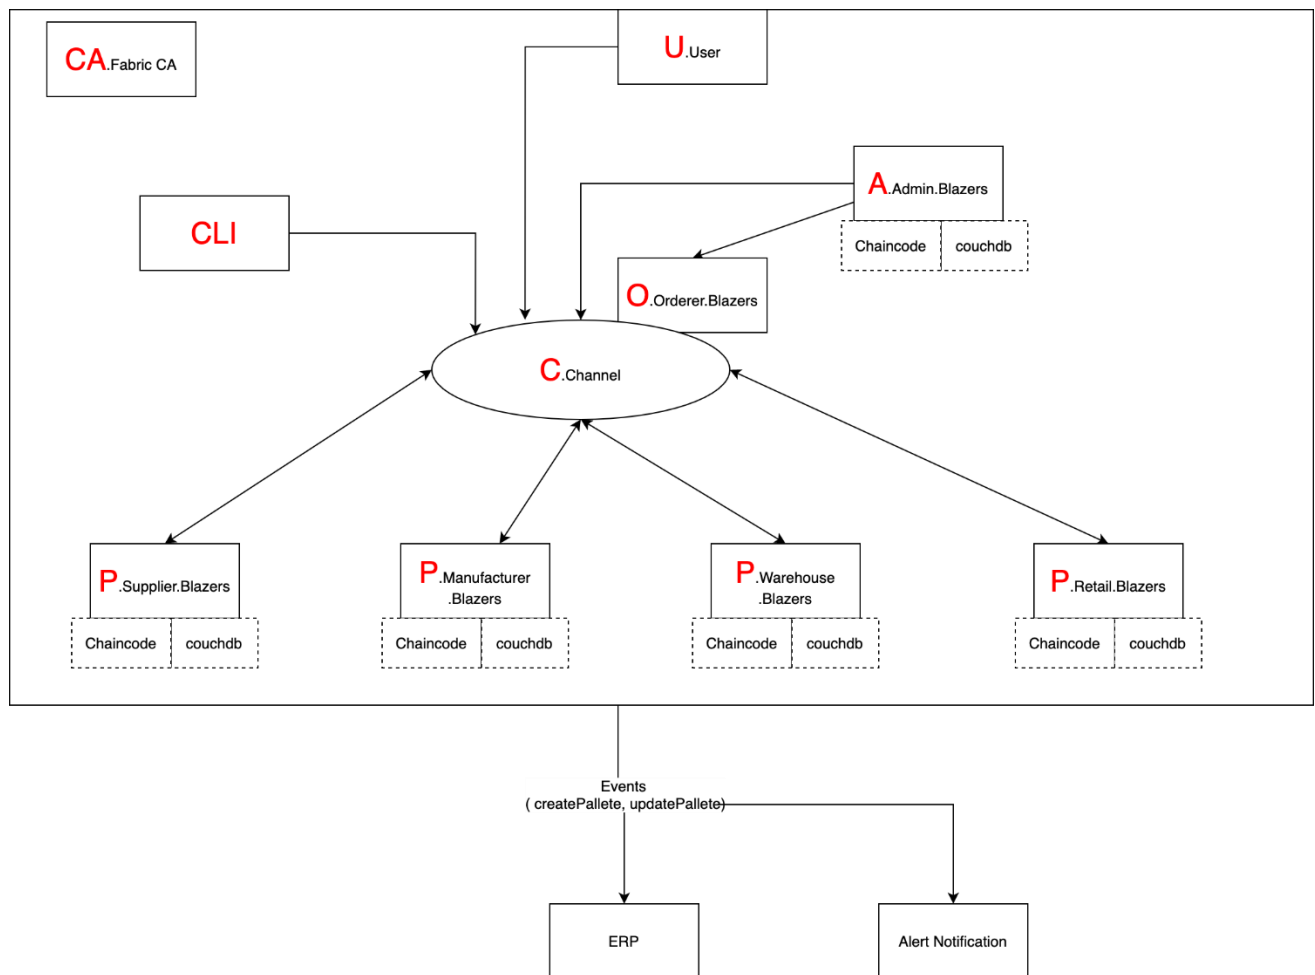 CA.Fabric CA
U.User
A.Admin.Blazers
Chaincode
couchdb
CLI
O.Orderer.Blazers
C.Channel
P.Supplier.Blazers
Chaincode
couchdb
P.Manufacturer
.Blazers
Chaincode
couchdb
P.Warehouse
.Blazers
Chaincode
couchdb
P.Retail.Blazers
Chaincode
couchdb
Events
( createPallete, updatePallete)
ERP
Alert Notification